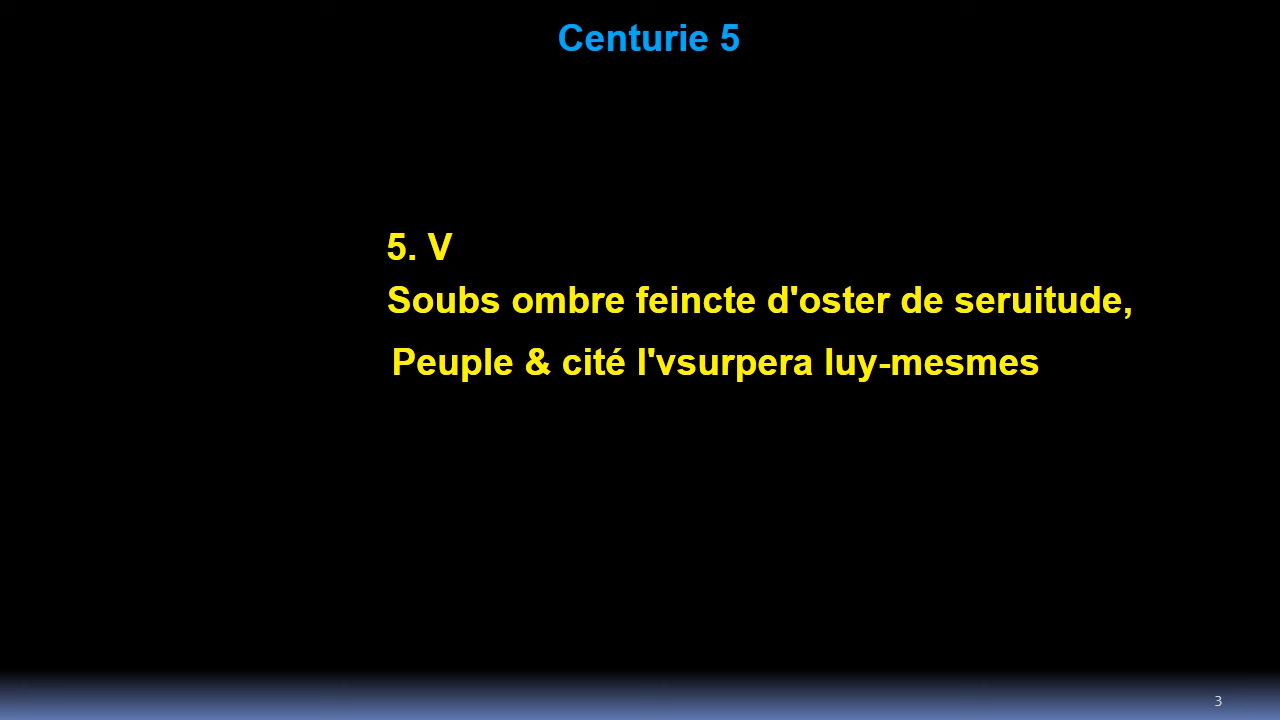 Centurie 5
5. V
Soubs ombre feincte d'oster de seruitude,
Peuple & cité l'vsurpera luy-mesmes
3